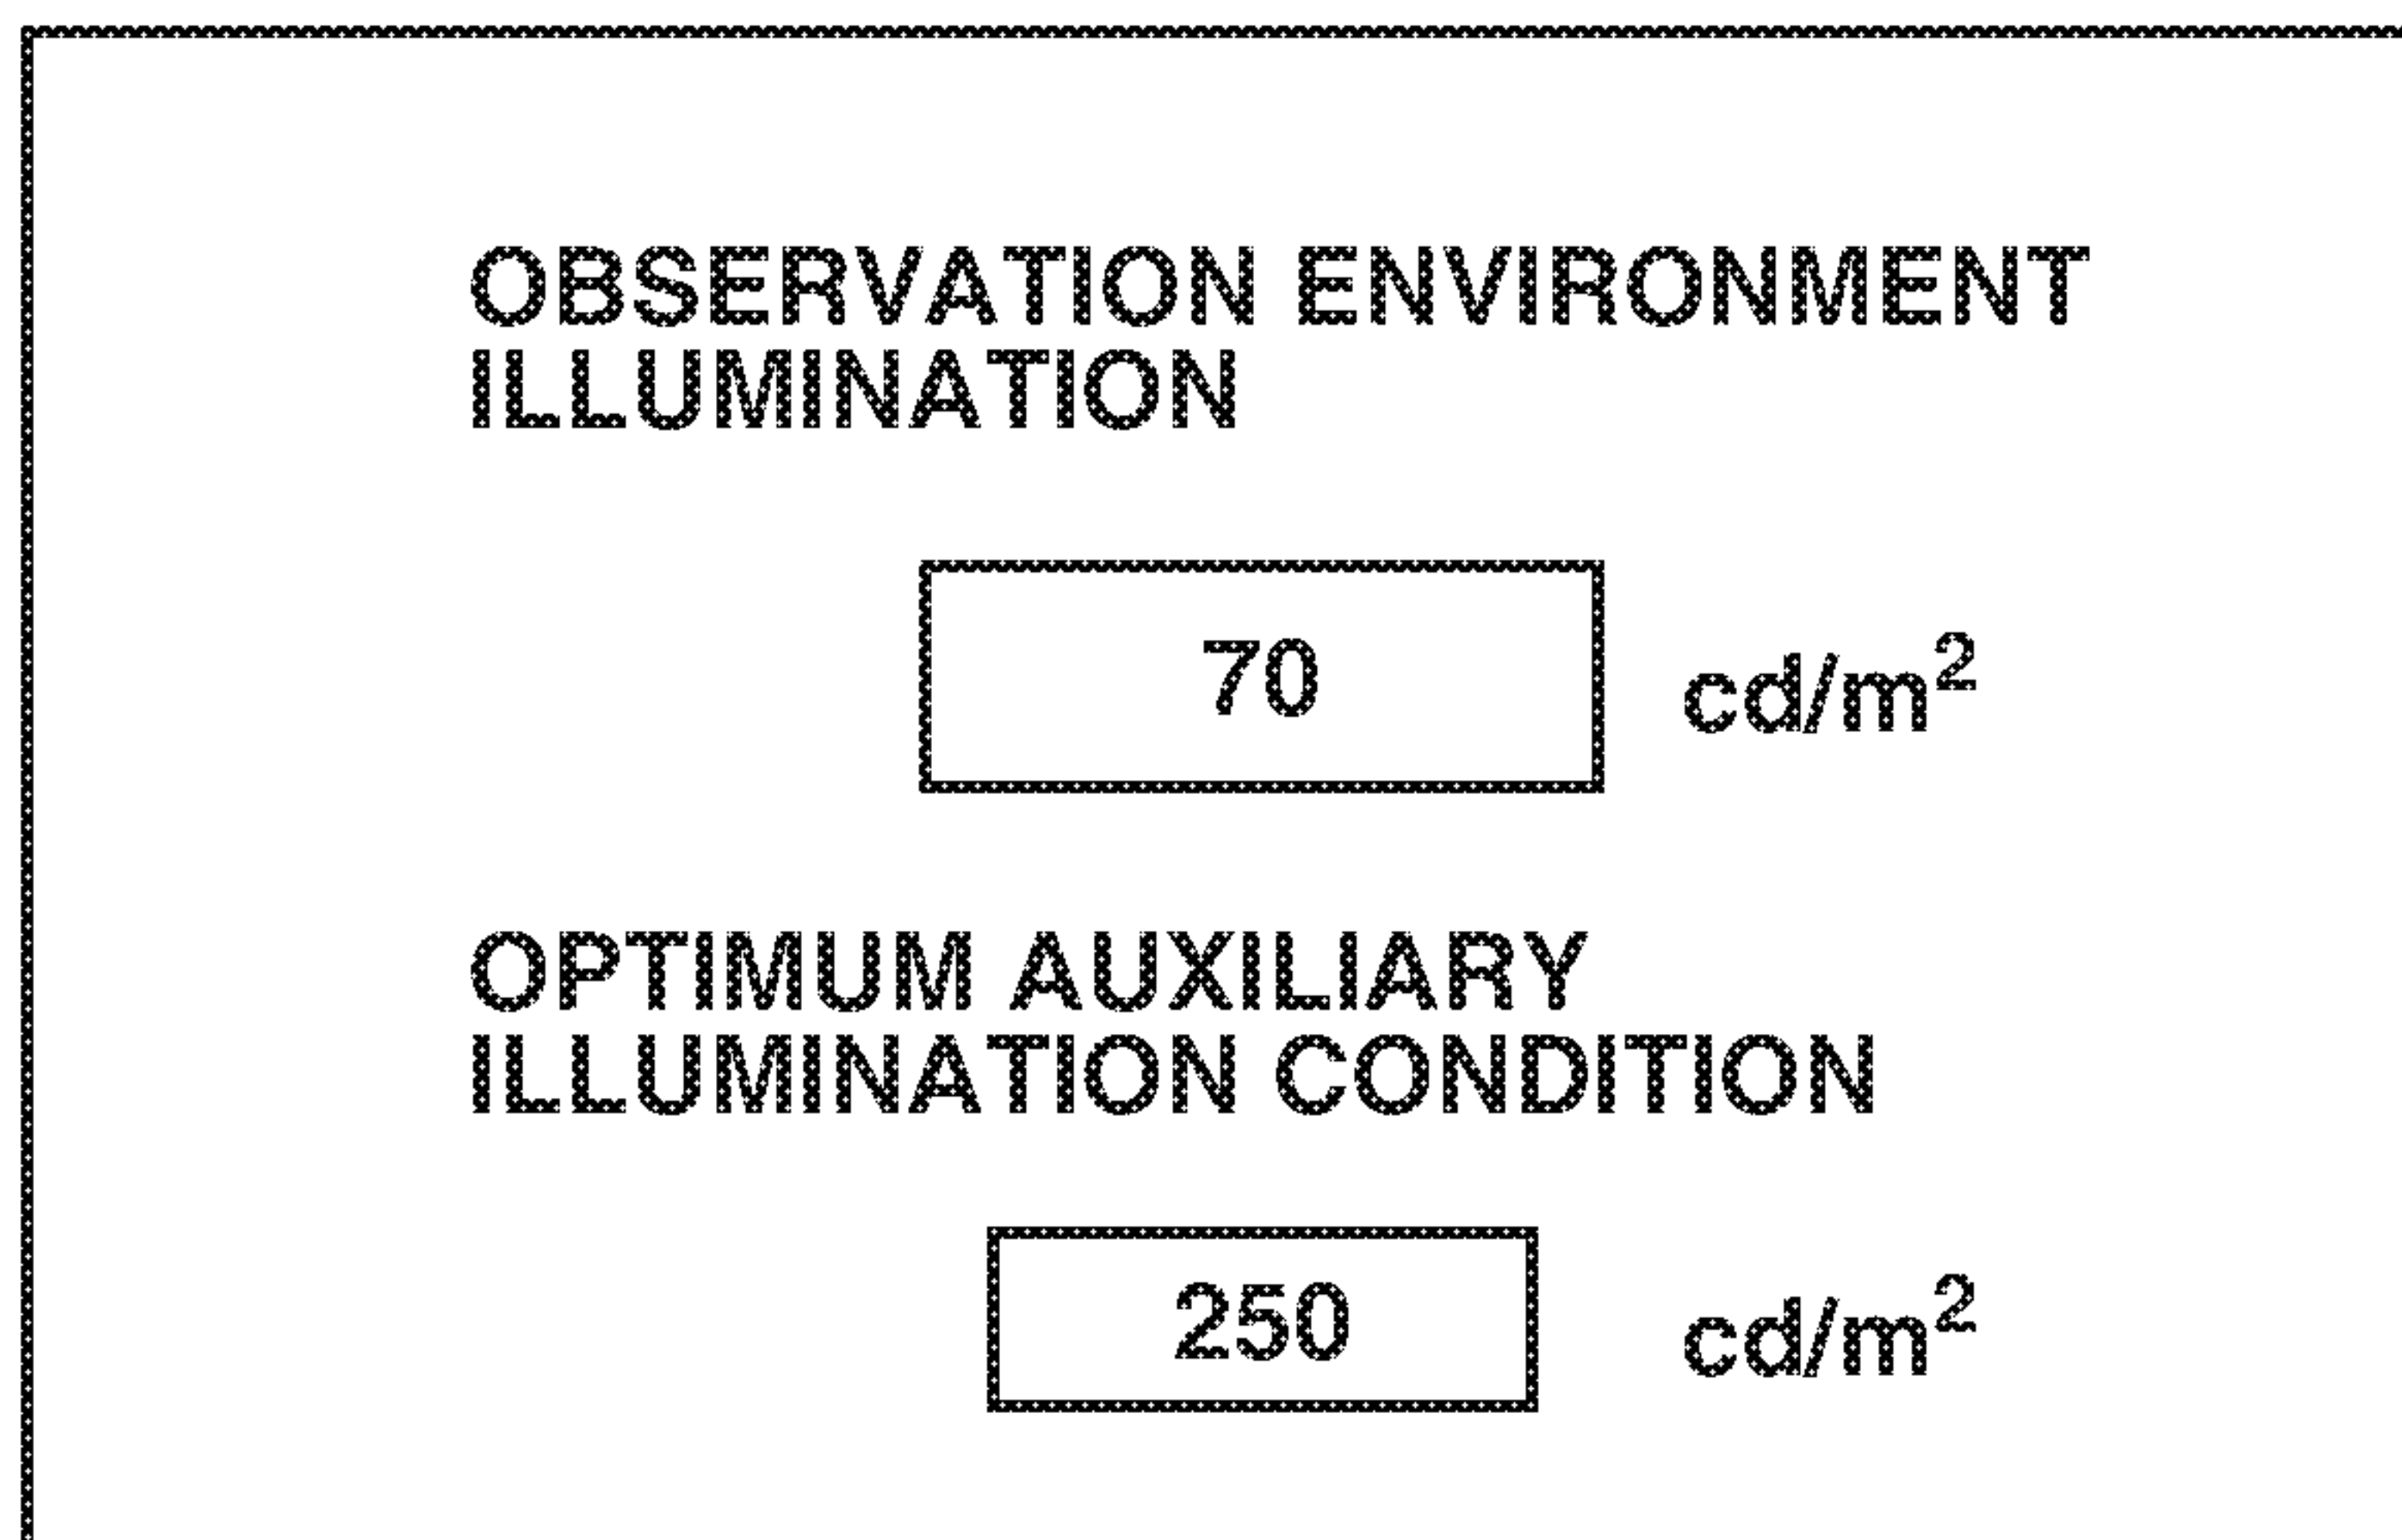 OBSERVATION ENVIRONMENT
ILLUMINATION
70 cd/m²
OPTIMUM AUXILIARY
ILLUMINATION CONDITION
250 cd/m²